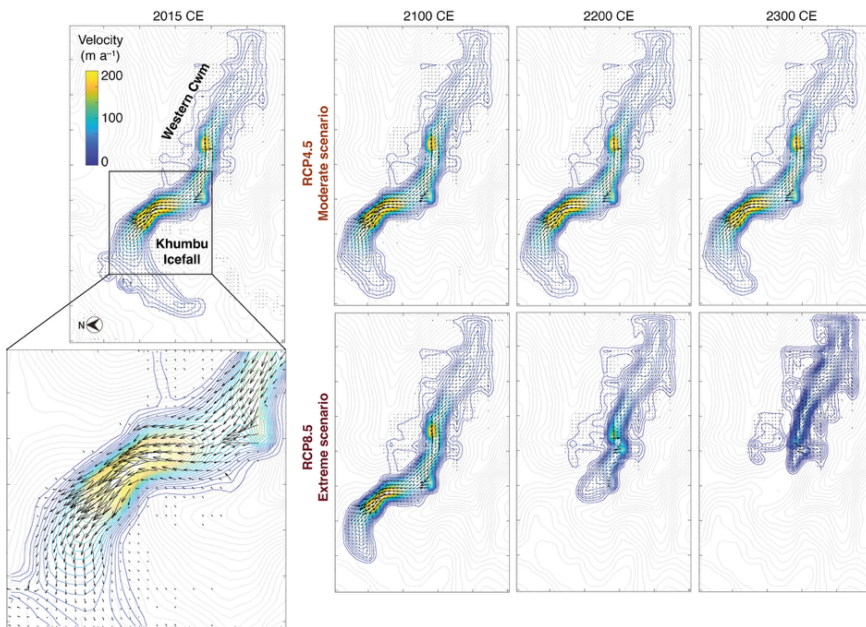 2015 CE
2100 CE
2200 CE
2300 CE
Velocity
(m a⁻¹)
200
100
0
Western Cwm
Khumbu
Icefall
N
RCP4.5
Moderate scenario
RCP8.5
Extreme scenario